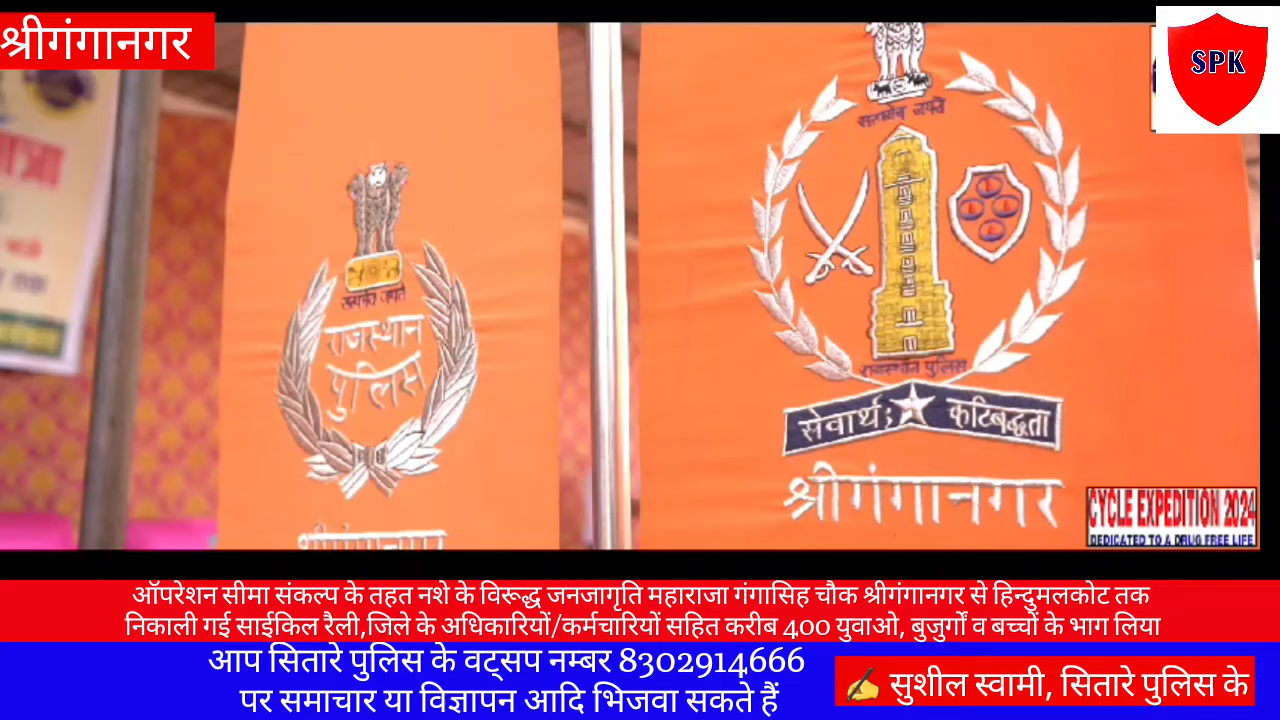 श्रीगंगानगर
SPK
सत्यमेव जयते
राजस्थान
पुलिस
सत्यमेव जयते
राजस्थान पुलिस
सेवार्थ; कटिबद्धता
श्रीगंगानगर
श्रीगंगानगर
CYCLE EXPEDITION 2024
DEDICATED TO A DRUG FREE LIFE
ऑपरेशन सीमा संकल्प के तहत नशे के विरूद्ध जनजागृति महाराजा गंगासिह चौक श्रीगंगानगर से हिन्दुमलकोट तक
निकाली गई साईकिल रैली,जिले के अधिकारियों/कर्मचारियों सहित करीब 400 युवाओ, बुजुर्गों व बच्चों के भाग लिया
आप सितारे पुलिस के वट्सप नम्बर 8302914666
पर समाचार या विज्ञापन आदि भिजवा सकते हैं
✍️ सुशील स्वामी, सितारे पुलिस के